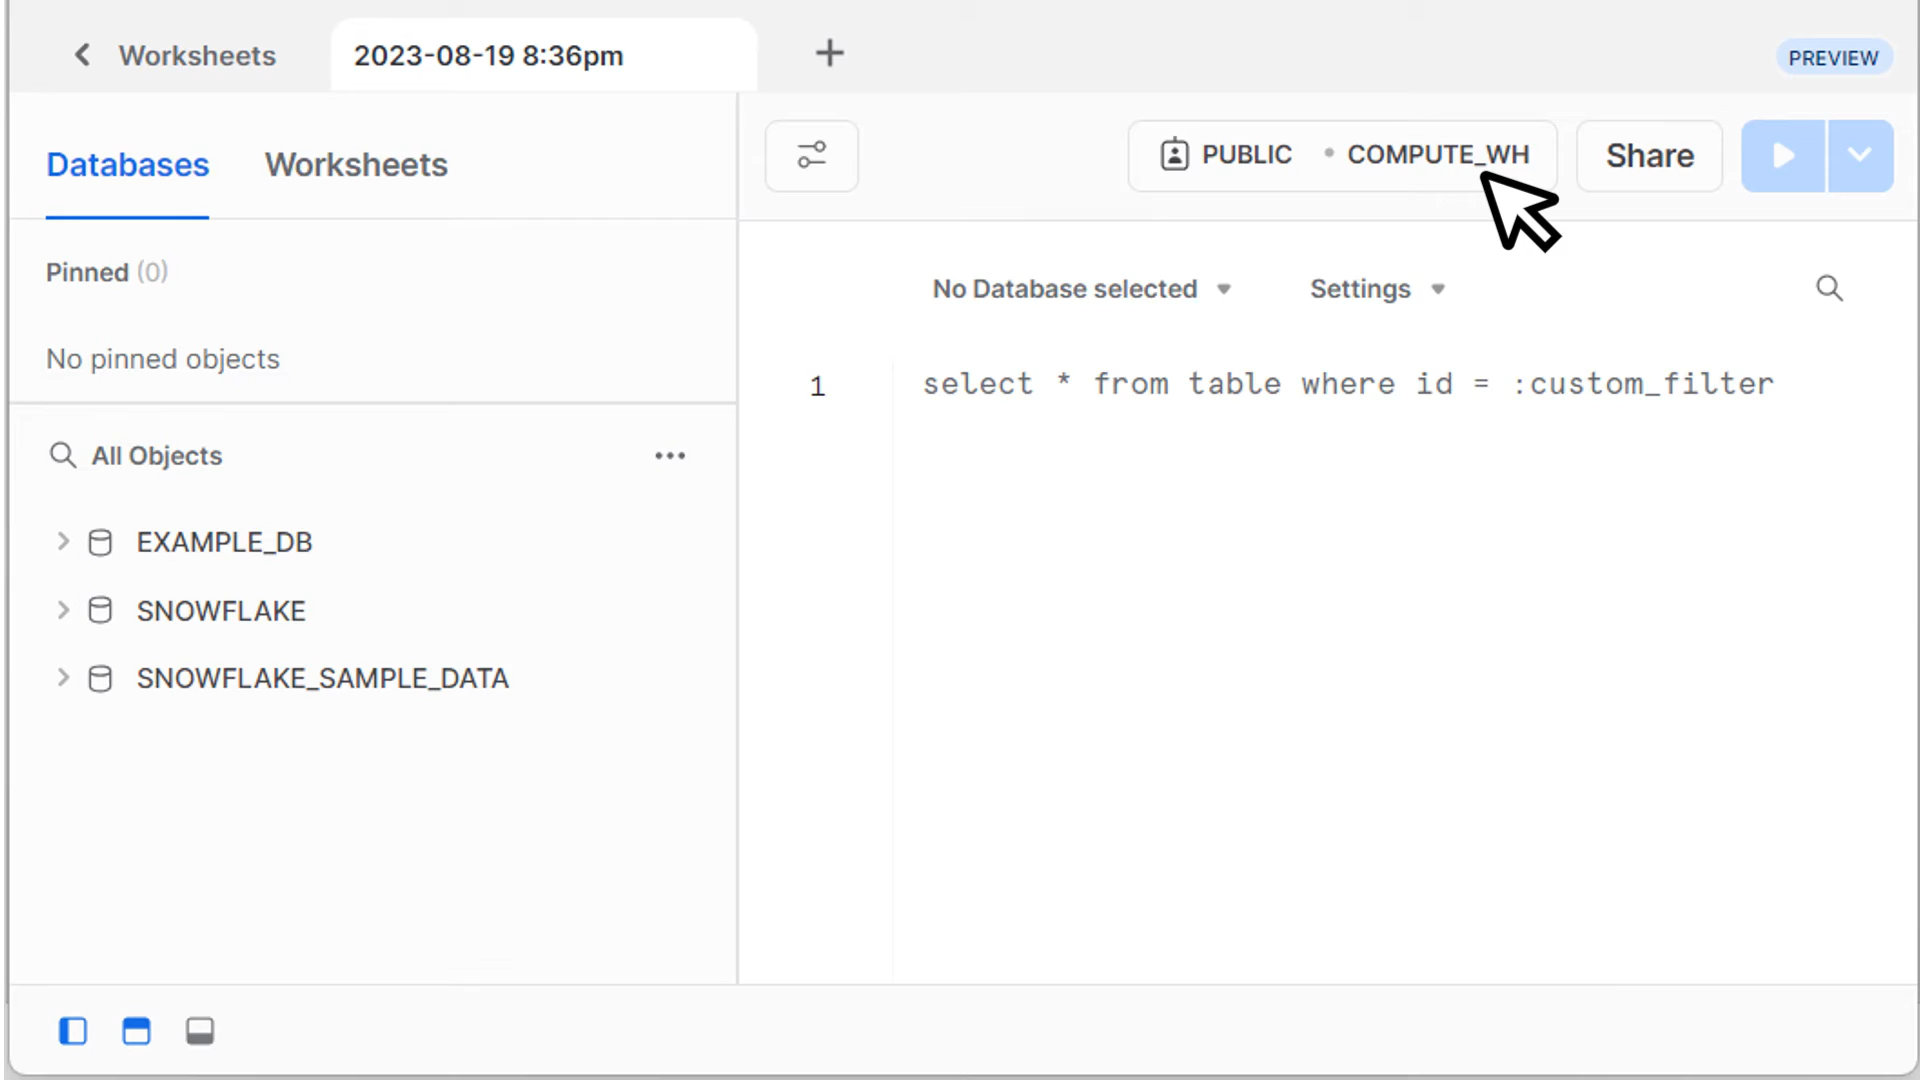 Worksheets
2023-08-19 8:36pm
PREVIEW
Databases
Worksheets
PUBLIC
COMPUTE_WH
Share
Pinned (0)
No Database selected
Settings
No pinned objects
1
select * from table where id = :custom_filter
All Objects
EXAMPLE_DB
SNOWFLAKE
SNOWFLAKE_SAMPLE_DATA